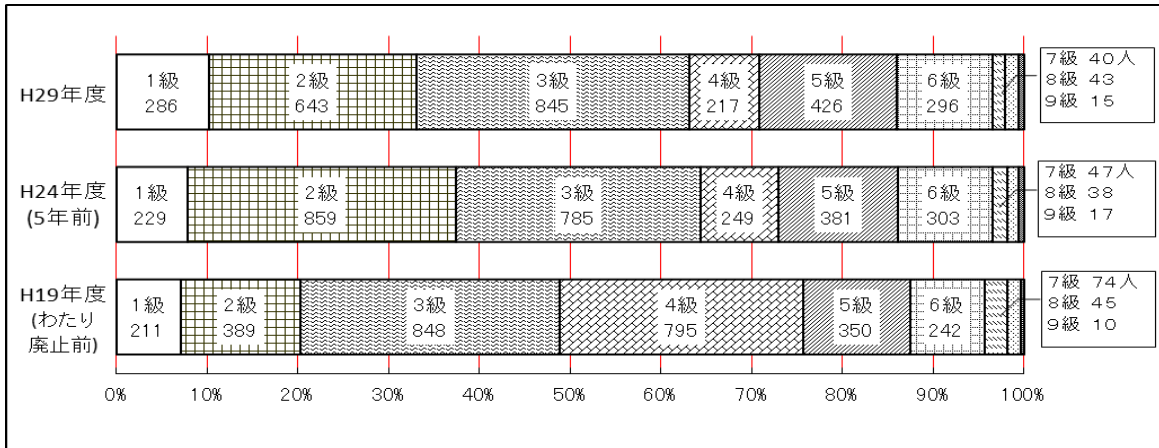 H29年度
1級
286
2級
643
3級
845
4級
217
5級
426
6級
296
7級 40人
8級 43
9級 15
H24年度
(5年前)
1級
229
2級
859
3級
785
4級
249
5級
381
6級
303
7級 47人
8級 38
9級 17
H19年度
(わたり
廃止前)
1級
211
2級
389
3級
848
4級
795
5級
350
6級
242
7級 74人
8級 45
9級 10
0% 10% 20% 30% 40% 50% 60% 70% 80% 90% 100%